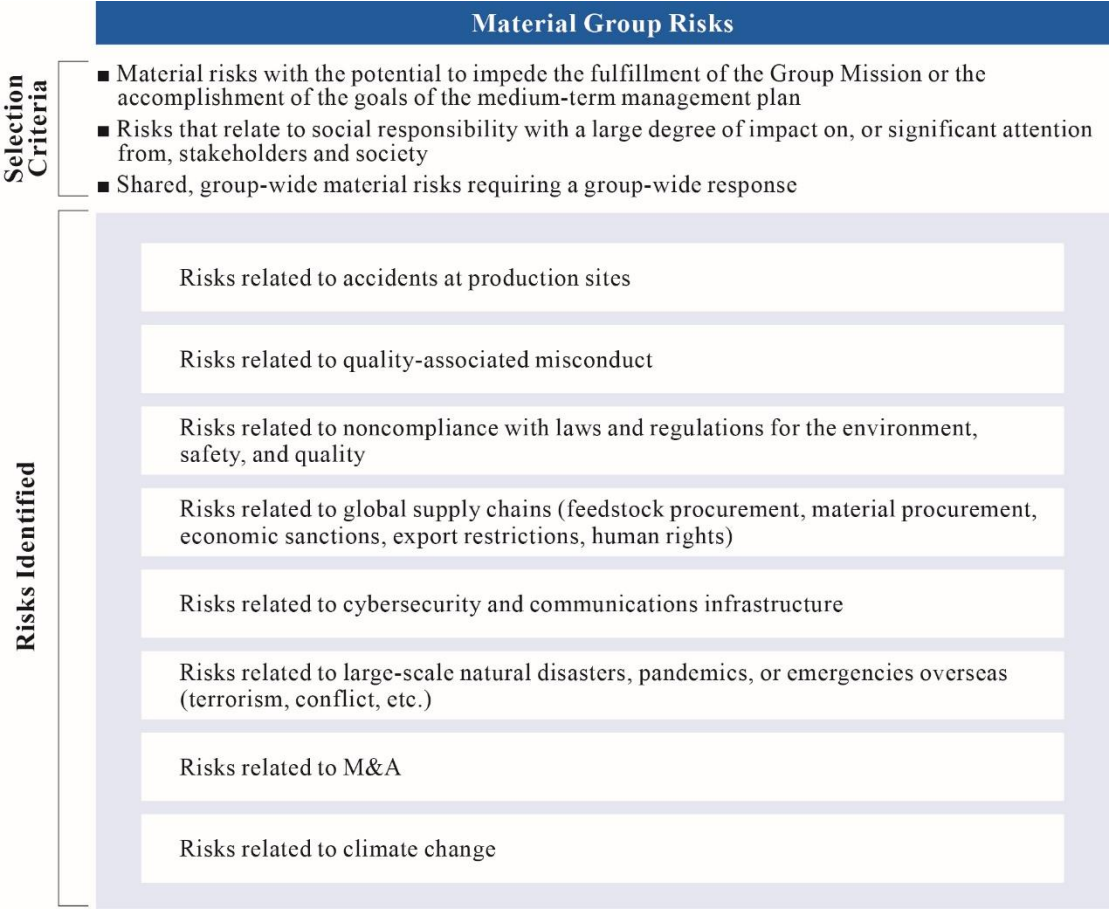 Material Group Risks
Selection
Criteria
■ Material risks with the potential to impede the fulfillment of the Group Mission or the
accomplishment of the goals of the medium-term management plan
■ Risks that relate to social responsibility with a large degree of impact on, or significant attention
from, stakeholders and society
■ Shared, group-wide material risks requiring a group-wide response
Risks Identified
Risks related to accidents at production sites
Risks related to quality-associated misconduct
Risks related to noncompliance with laws and regulations for the environment,
safety, and quality
Risks related to global supply chains (feedstock procurement, material procurement,
economic sanctions, export restrictions, human rights)
Risks related to cybersecurity and communications infrastructure
Risks related to large-scale natural disasters, pandemics, or emergencies overseas
(terrorism, conflict, etc.)
Risks related to M&A
Risks related to climate change